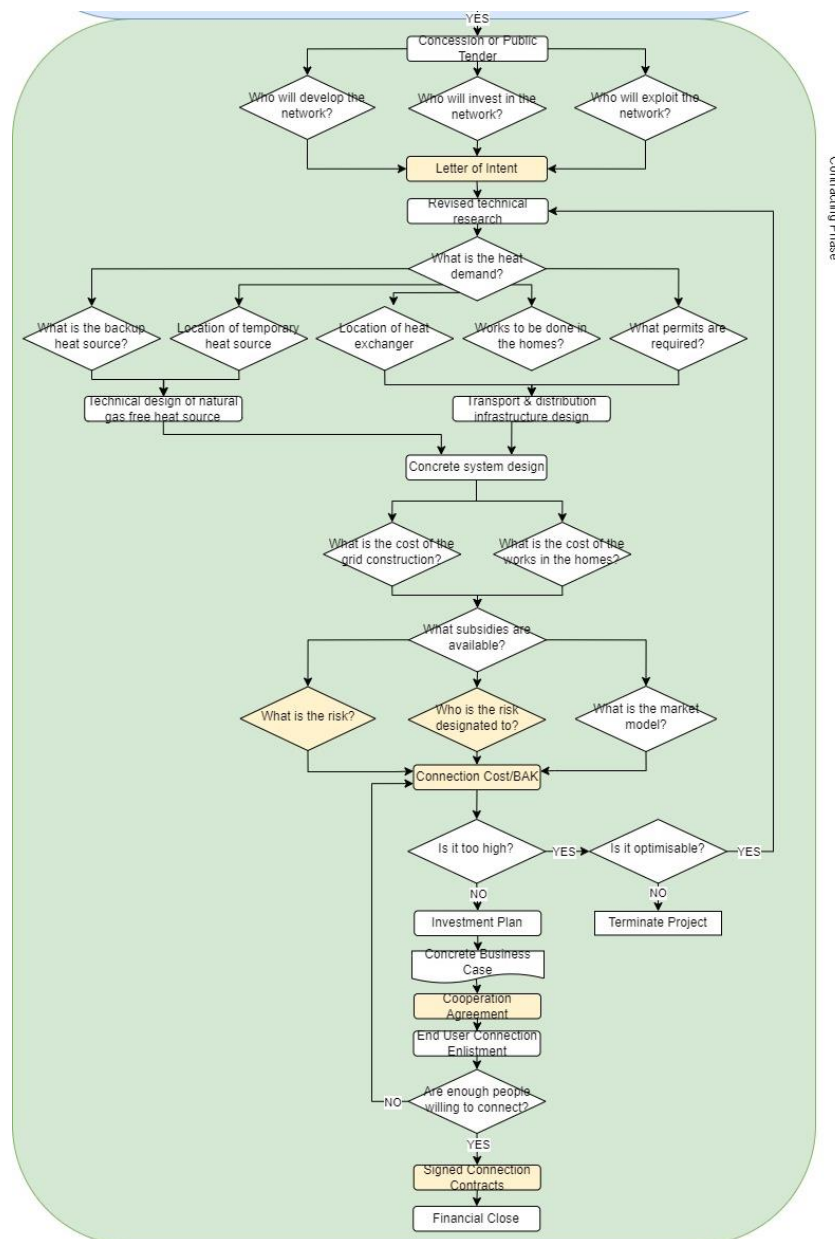 YES
Concession or Public
Tender
Who will develop the
network?
Who will invest in the
network?
Who will exploit the
network?
Letter of Intent
Revised technical
research
What is the heat
demand?
What is the backup
heat source?
Location of temporary
heat source
Location of heat
exchanger
Works to be done in
the homes?
What permits are
required?
Technical design of natural
gas free heat source
Transport & distribution
infrastructure design
Concrete system design
What is the cost of the
grid construction?
What is the cost of the
works in the homes?
What subsidies are
available?
What is the risk?
Who is the risk
designated to?
What is the market
model?
Connection Cost/BAK
Is it too high?
YES
Is it optimisable?
YES
NO
NO
Investment Plan
Terminate Project
Concrete Business
Case
Cooperation
Agreement
End User Connection
Enlistment
Are enough people
willing to connect?
NO
YES
Signed Connection
Contracts
Financial Close
Contracting Phase